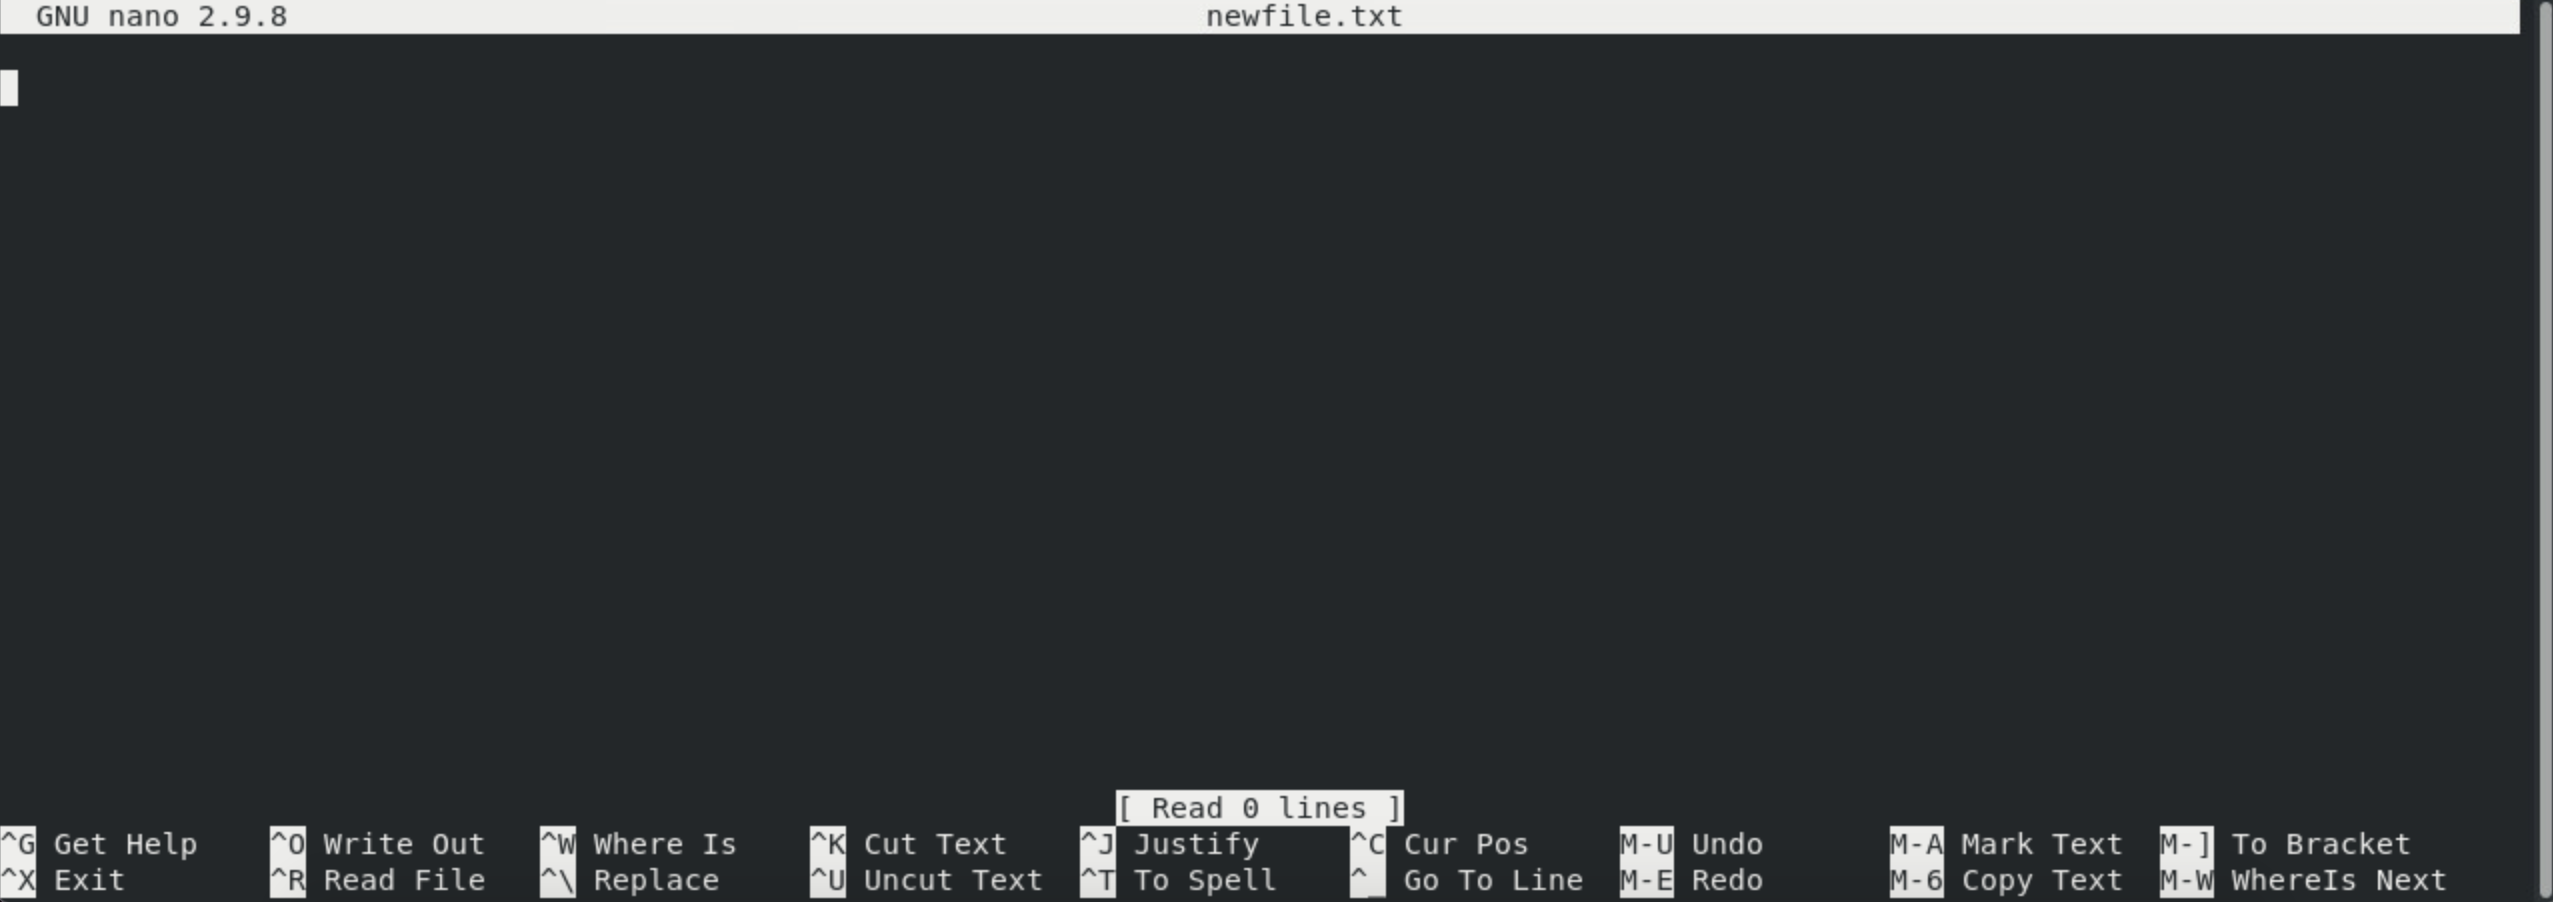 GNU nano 2.9.8 newfile.txt
[ Read 0 lines ]
^G Get Help ^O Write Out ^W Where Is ^K Cut Text ^J Justify ^C Cur Pos M-U Undo M-A Mark Text M-] To Bracket
^X Exit ^R Read File ^\ Replace ^U Uncut Text ^T To Spell ^_ Go To Line M-E Redo M-6 Copy Text M-W WhereIs Next